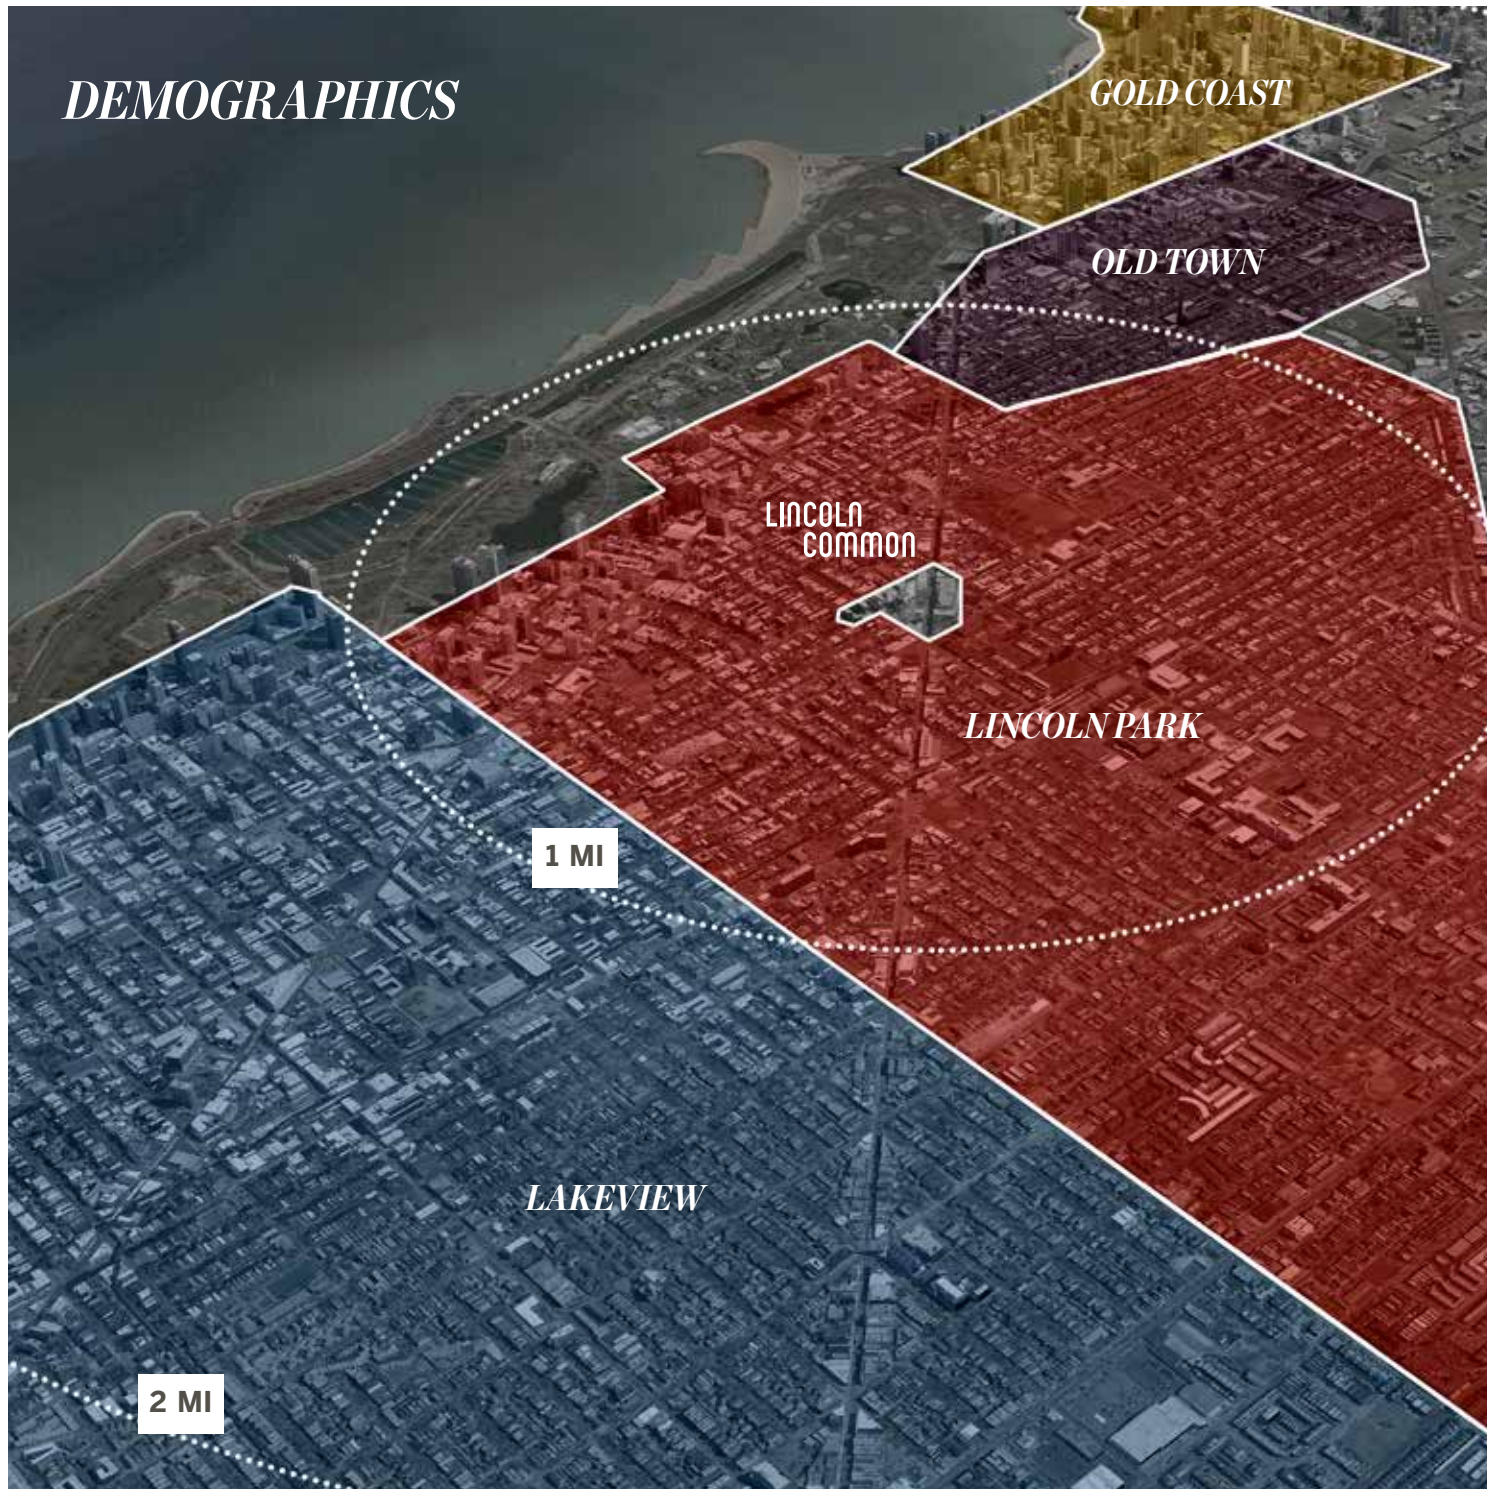 DEMOGRAPHICS
GOLD COAST
OLD TOWN
LINCOLN
COMMON
LINCOLN PARK
1 MI
LAKEVIEW
2 MI